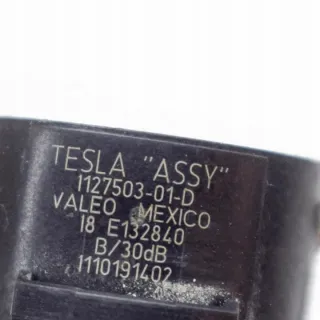 TESLA "ASSY"
1127503-01-D
VALEO MEXICO
18 E132840
B/30dB
1110191402